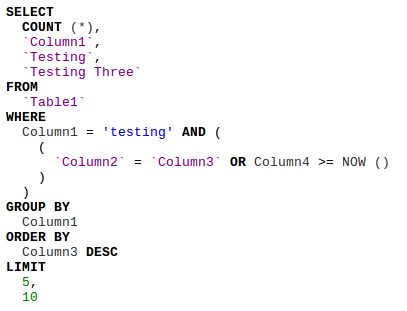 SELECT
  COUNT (*),
  `Column1`,
  `Testing`,
  `Testing Three`
FROM
  `Table1`
WHERE
  Column1 = 'testing' AND (
    (
      `Column2` = `Column3` OR Column4 >= NOW ()
    )
  )
GROUP BY
  Column1
ORDER BY
  Column3 DESC
LIMIT
  5,
  10